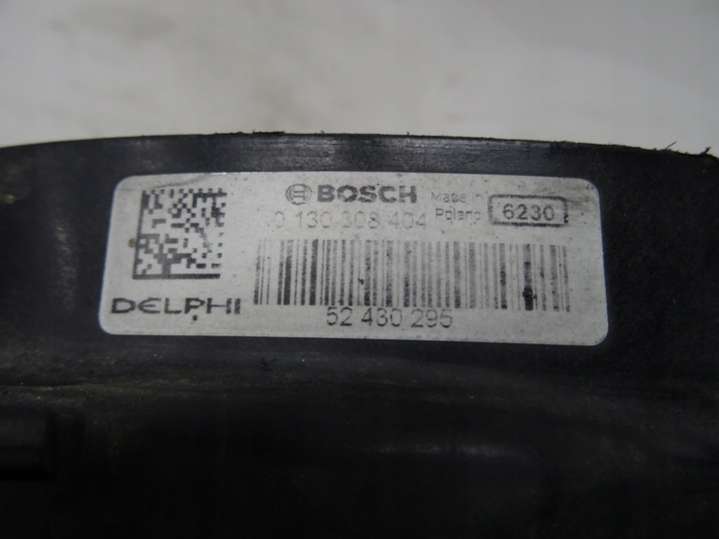 BOSCH Made in
0 130 308 404 Poland 6230
DELPHI
52 430 295